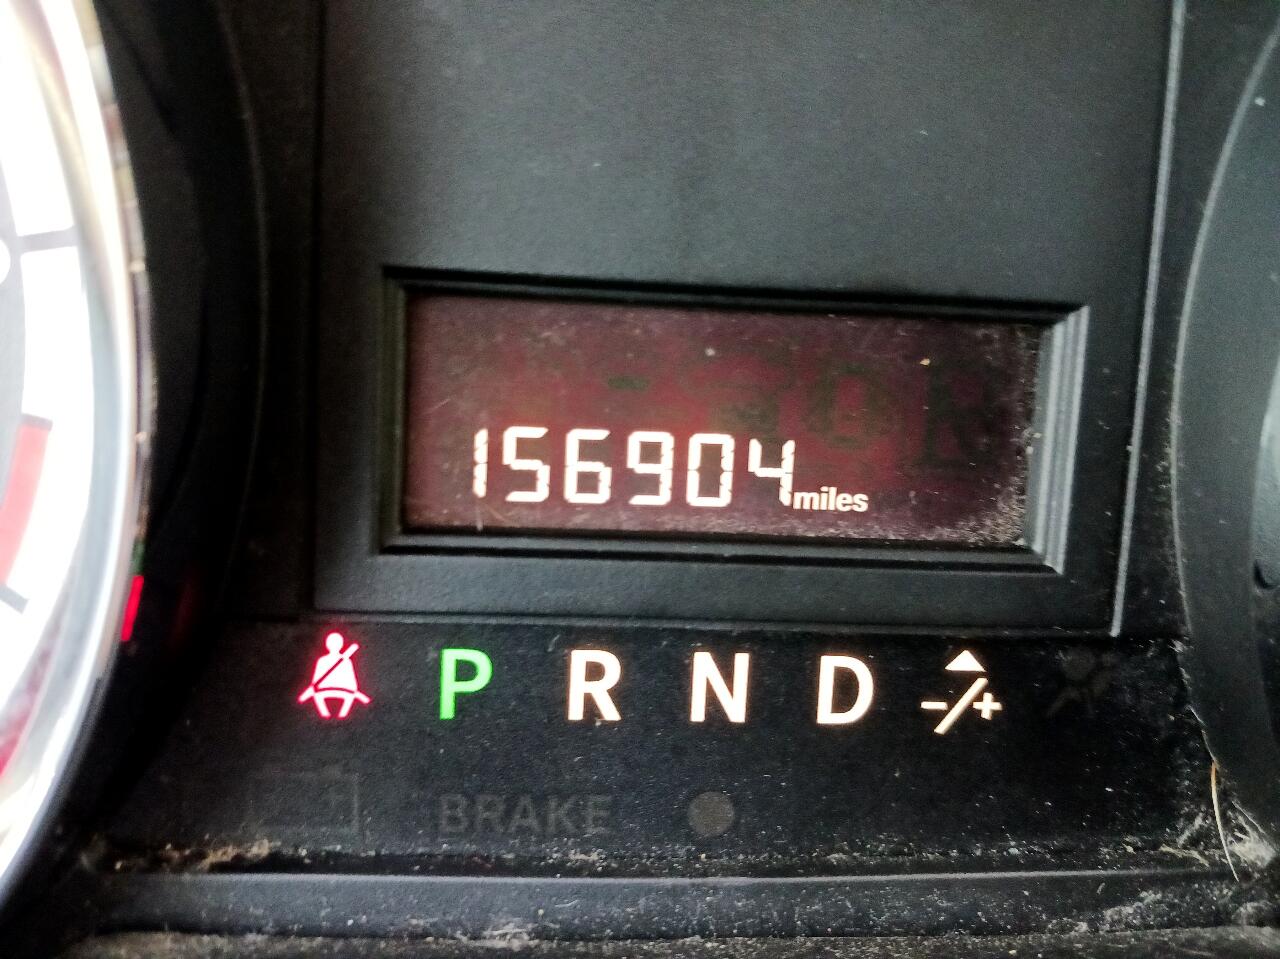 156904 miles
P R N D -/+
BRAKE